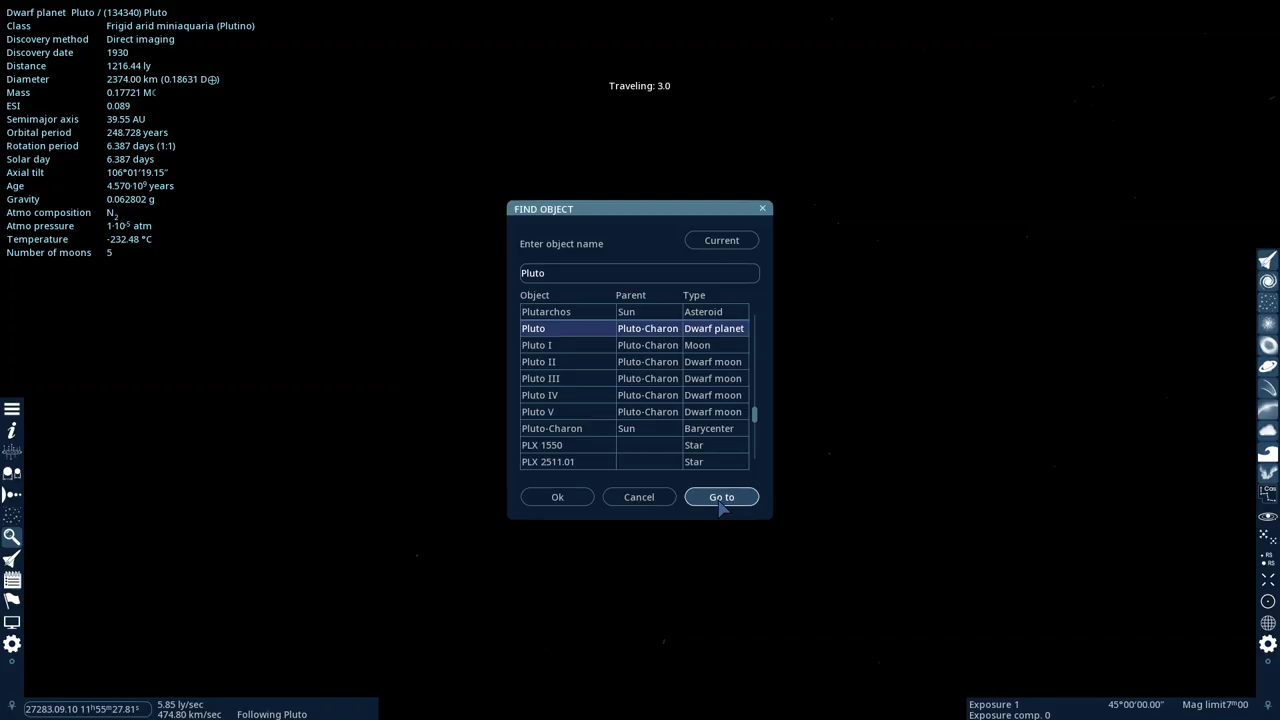 Dwarf planet Pluto / (134340) Pluto
Class Frigid arid miniaquaria (Plutino)
Discovery method Direct imaging
Discovery date 1930
Distance 1216.44 ly
Diameter 2374.00 km (0.18631 D⊕)
Mass 0.17721 M☾
ESI 0.089
Semimajor axis 39.55 AU
Orbital period 248.728 years
Rotation period 6.387 days (1:1)
Solar day 6.387 days
Axial tilt 106°01'19.15"
Age 4.570·10⁹ years
Gravity 0.062802 g
Atmo composition N₂
Atmo pressure 1·10⁻⁵ atm
Temperature -232.48 °C
Number of moons 5
Traveling: 3.0
FIND OBJECT
Enter object name Current
Pluto
Object Parent Type
Plutarchos Sun Asteroid
Pluto Pluto-Charon Dwarf planet
Pluto I Pluto-Charon Moon
Pluto II Pluto-Charon Dwarf moon
Pluto III Pluto-Charon Dwarf moon
Pluto IV Pluto-Charon Dwarf moon
Pluto V Pluto-Charon Dwarf moon
Pluto-Charon Sun Barycenter
PLX 1550 Star
PLX 2511.01 Star
Ok Cancel Go to
27283.09.10 11ʰ55ᵐ27.81ˢ
5.85 ly/sec
474.80 km/sec Following Pluto
Exposure 1 45°00'00.00" Mag limit 7ᵐ00
Exposure comp. 0